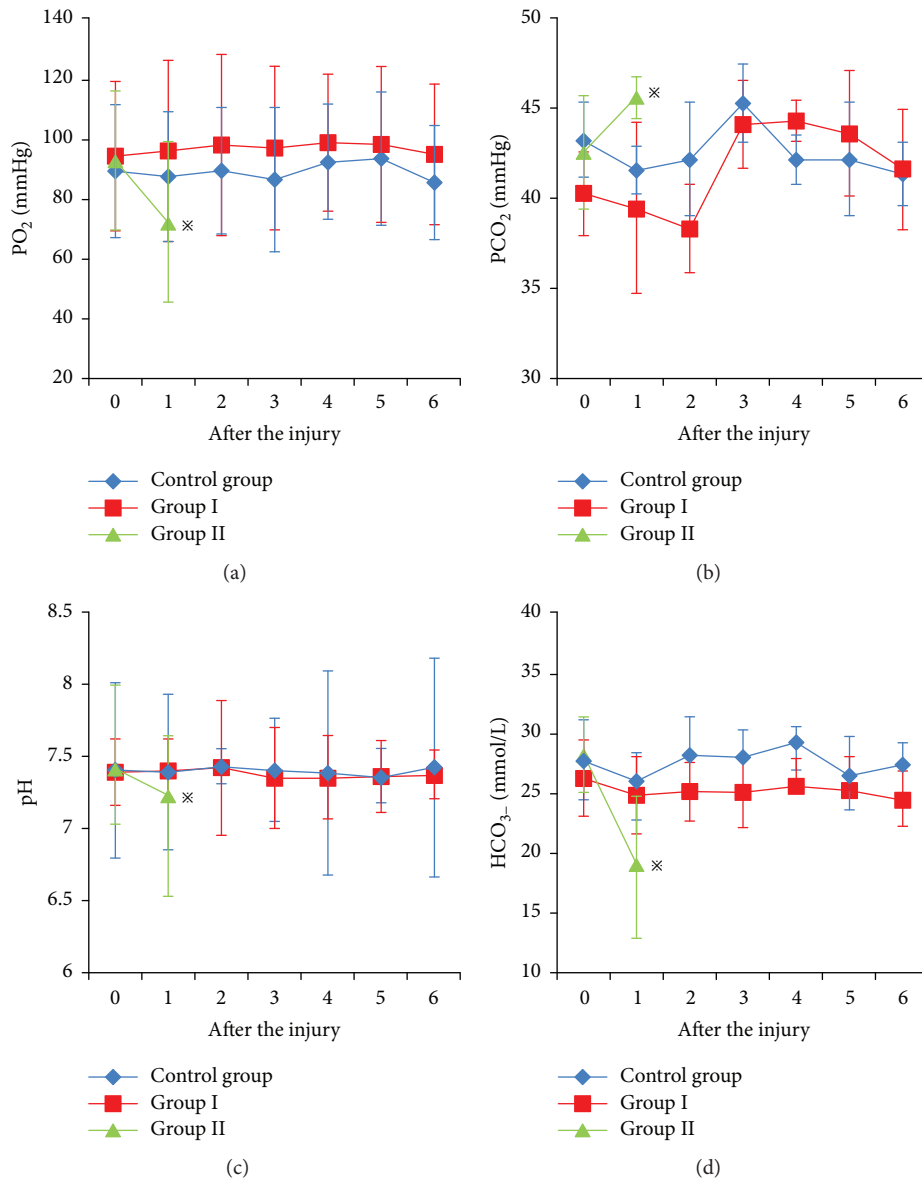 140
120
100
80
60
40
20
PO2 (mmHg)
※
0 1 2 3 4 5 6
After the injury
Control group
Group I
Group II
(a)
50
45
40
35
30
PCO2 (mmHg)
※
0 1 2 3 4 5 6
After the injury
Control group
Group I
Group II
(b)
8.5
8
7.5
7
6.5
6
pH
※
0 1 2 3 4 5 6
After the injury
Control group
Group I
Group II
(c)
40
35
30
25
20
15
10
HCO3− (nmol/L)
※
0 1 2 3 4 5 6
After the injury
Control group
Group I
Group II
(d)